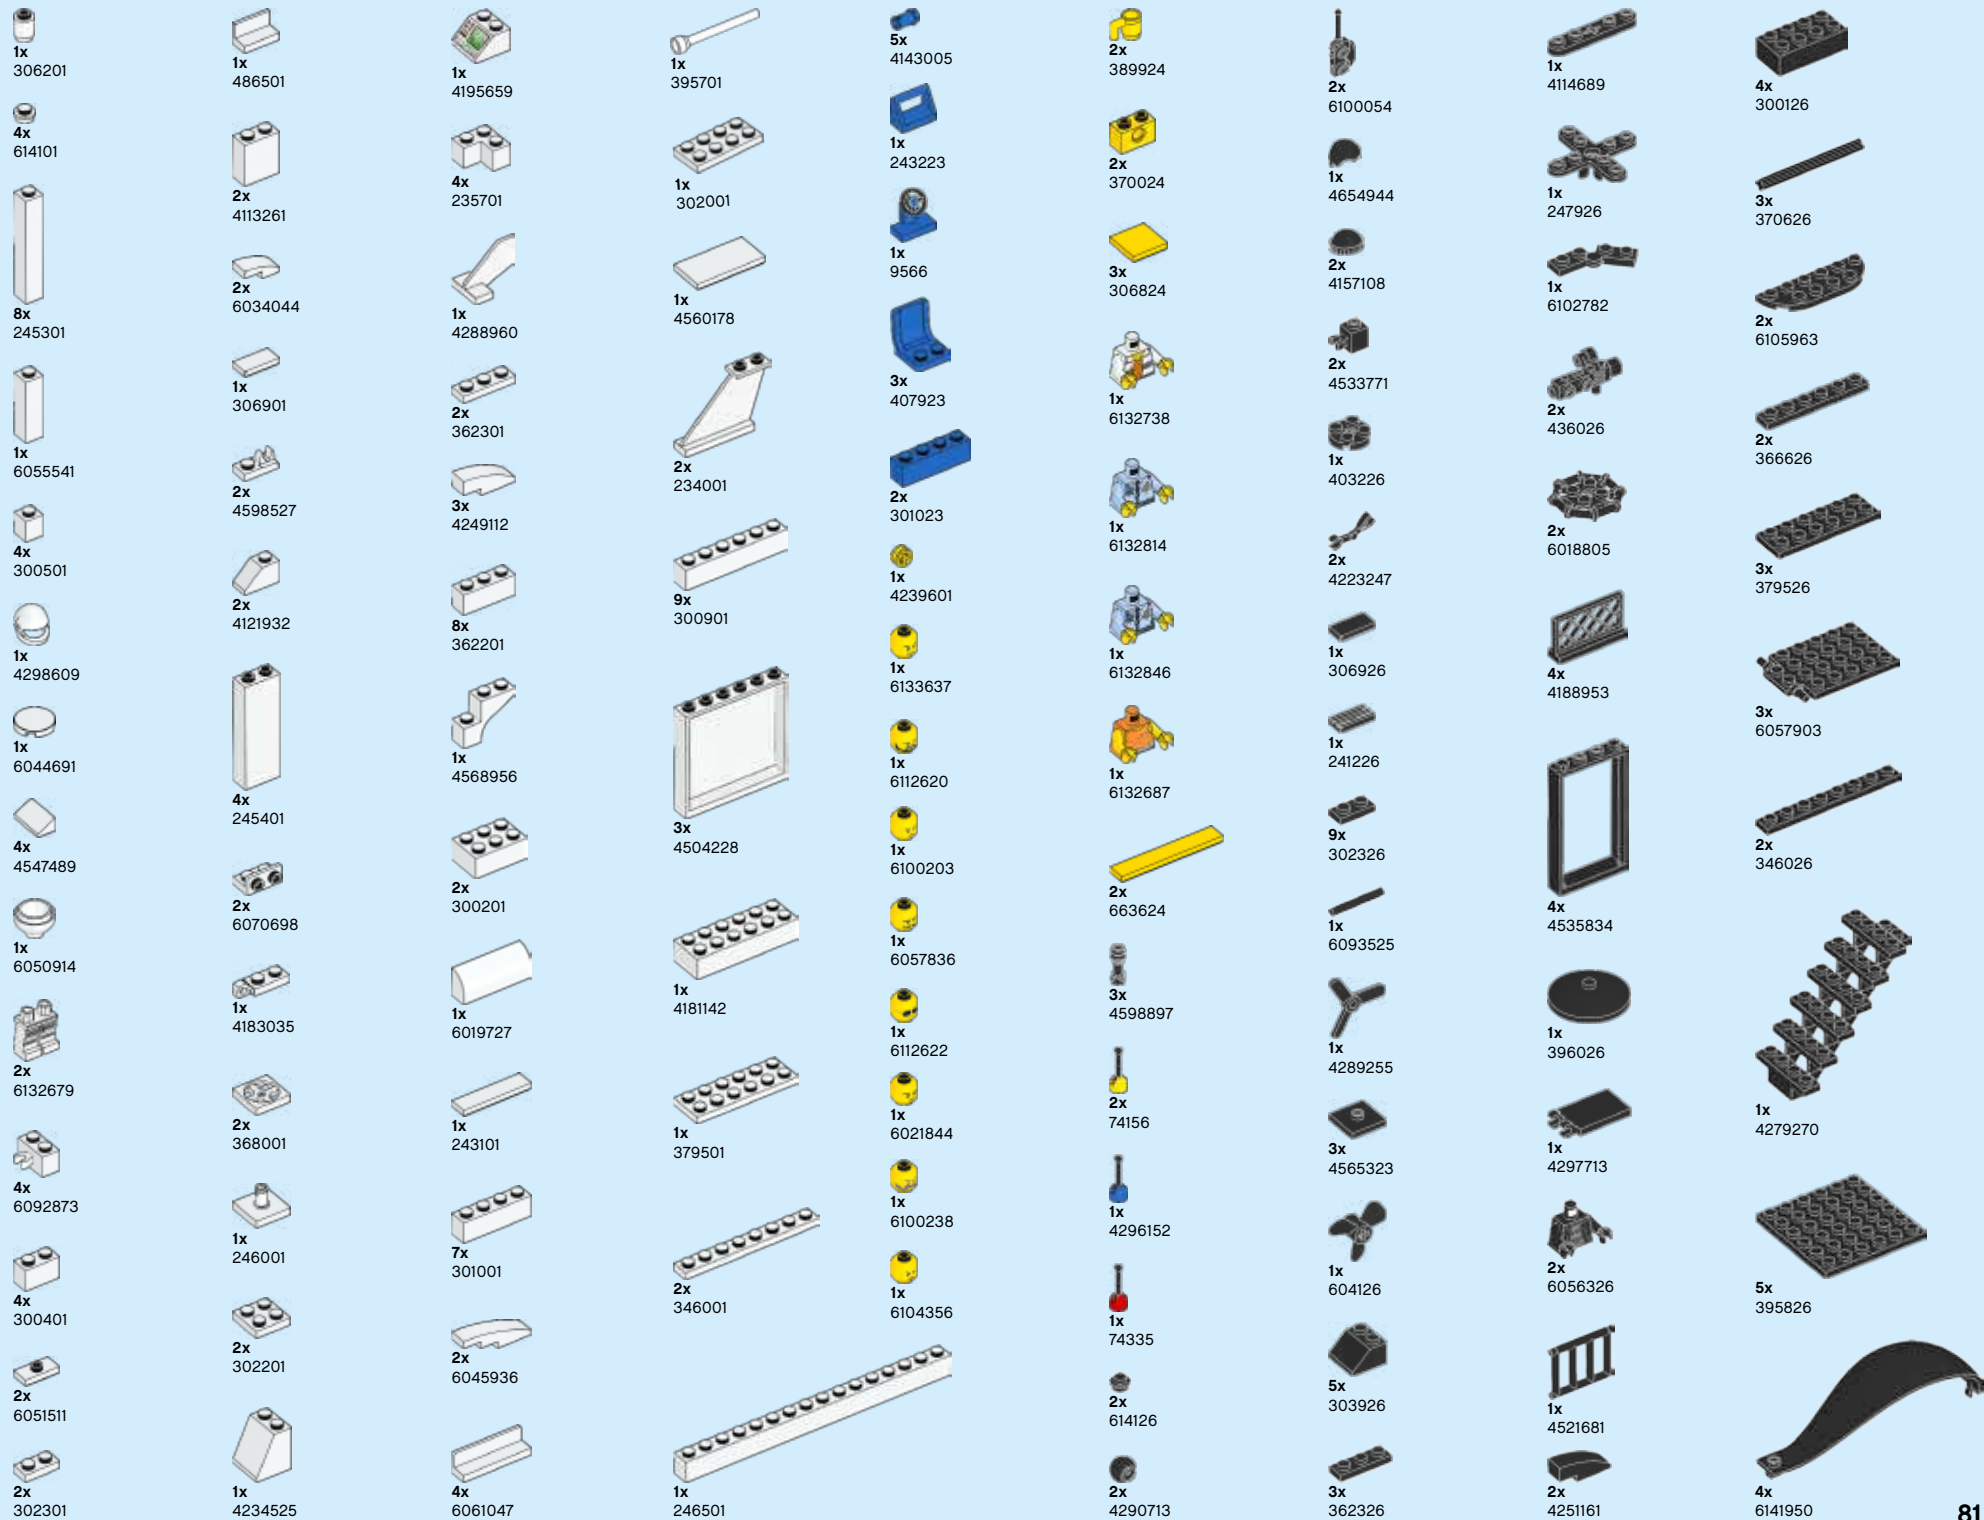 1x
306201
4x
614101
8x
245301
1x
6055541
4x
300501
1x
4298609
1x
6044691
4x
4547489
1x
6050914
2x
6132679
4x
6092873
4x
300401
2x
6051511
2x
302301
1x
486501
2x
4113261
2x
6034044
1x
306901
2x
4598527
2x
4121932
4x
245401
2x
6070698
1x
4183035
2x
368001
1x
246001
2x
302201
1x
4234525
1x
4195659
4x
235701
1x
4288960
2x
362301
3x
4249112
8x
362201
1x
4568956
2x
300201
1x
6019727
1x
243101
7x
301001
2x
6045936
4x
6061047
1x
395701
1x
302001
1x
4560178
2x
234001
9x
300901
3x
4504228
1x
4181142
1x
379501
2x
346001
1x
246501
5x
4143005
1x
243223
1x
9566
3x
407923
2x
301023
1x
4239601
1x
6133637
1x
6112620
1x
6100203
1x
6057836
1x
6112622
1x
6021844
1x
6100238
1x
6104356
2x
389924
2x
370024
3x
306824
1x
6132738
1x
6132814
1x
6132846
1x
6132687
2x
663624
3x
4598897
2x
74156
1x
4296152
1x
74335
2x
614126
2x
4290713
2x
6100054
1x
4654944
2x
4157108
2x
4533771
1x
403226
2x
4223247
1x
306926
1x
241226
9x
302326
1x
6093525
1x
4289255
3x
4565323
1x
604126
5x
303926
3x
362326
1x
4114689
1x
247926
1x
6102782
2x
436026
2x
6018805
4x
4188953
4x
4535834
1x
396026
1x
4297713
2x
6056326
1x
4521681
2x
4251161
4x
300126
3x
370626
2x
6105963
2x
366626
3x
379526
3x
6057903
2x
346026
1x
4279270
5x
395826
4x
6141950
81